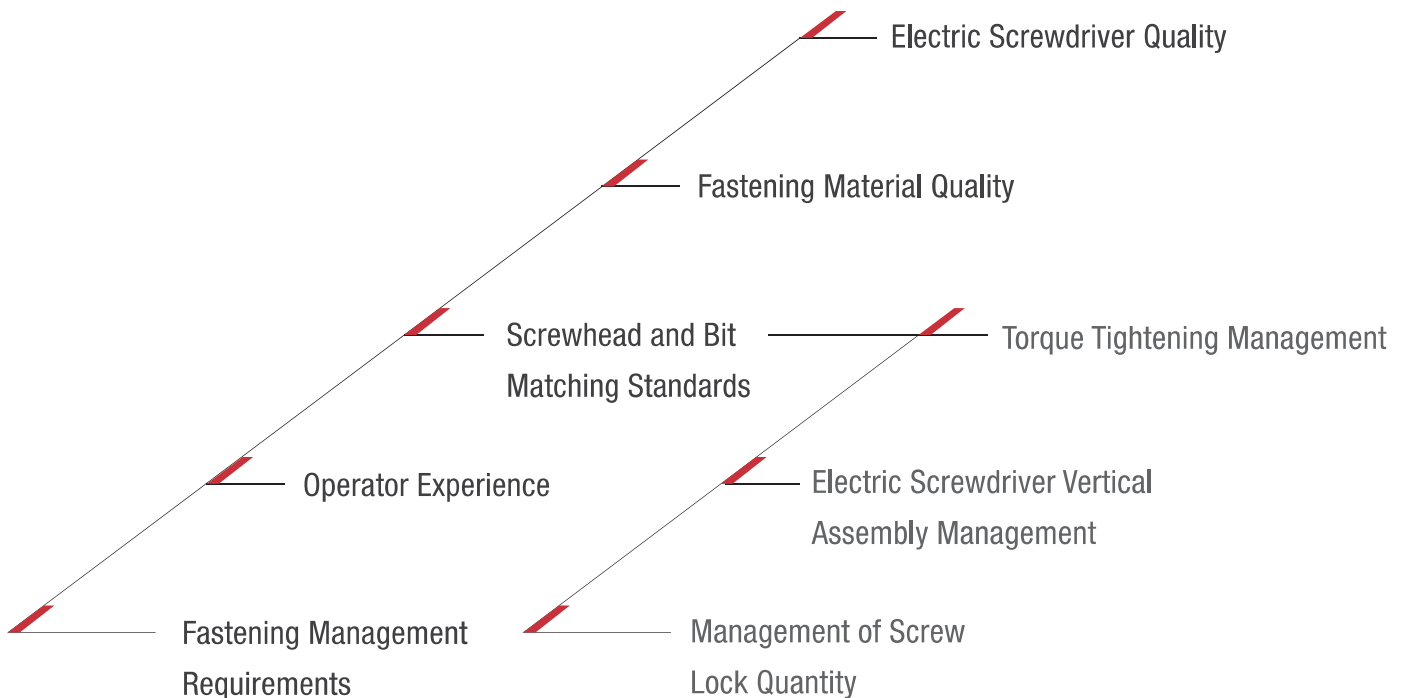 Electric Screwdriver Quality
Fastening Material Quality
Screwhead and Bit
Matching Standards
Torque Tightening Management
Operator Experience
Electric Screwdriver Vertical
Assembly Management
Fastening Management
Requirements
Management of Screw
Lock Quantity